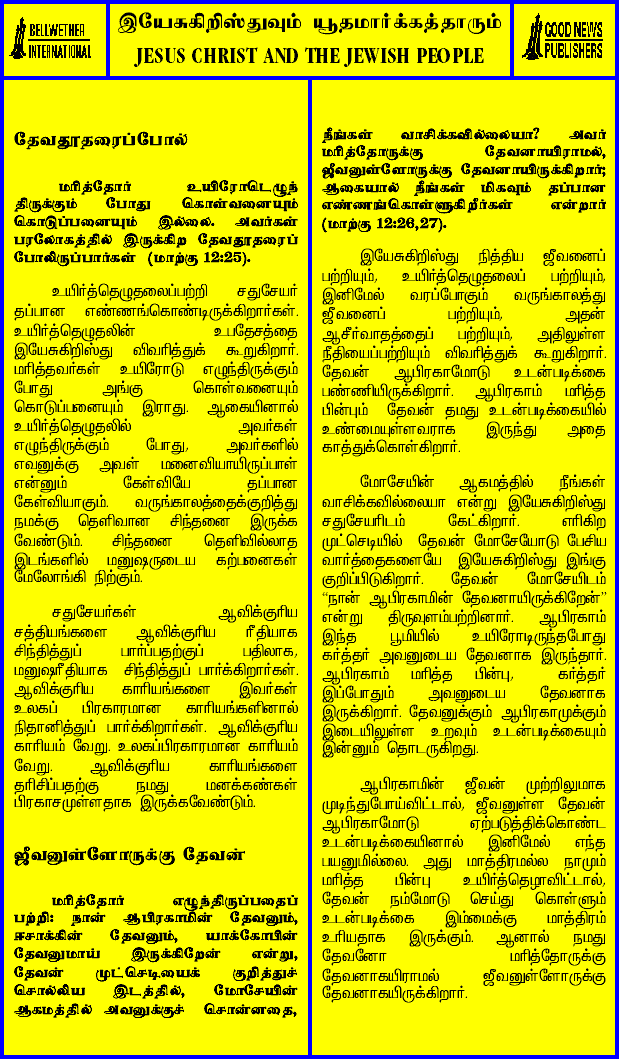 BELLWETHER
INTERNATIONAL
இயேசுகிறிஸ்துவும் யூதமார்க்கத்தாரும்
JESUS CHRIST AND THE JEWISH PEOPLE
GOOD NEWS
PUBLISHERS
தேவதூதரைப்போல்
மரித்தோர் உயிரோடெழுந்
திருக்கும் போது கொள்வனையும்
கொடுப்பனையும் இல்லை. அவர்கள்
பரலோகத்தில் இருக்கிற தேவதூதரைப்
போலிருப்பார்கள் (மாற்கு 12:25).
உயிர்த்தெழுதலைப்பற்றி சதுசேயர்
தப்பான எண்ணங்கொண்டிருக்கிறார்கள்.
உயிர்த்தெழுதலின் உபதேசத்தை
இயேசுகிறிஸ்து விவரித்துக் கூறுகிறார்.
மரித்தவர்கள் உயிரோடு எழுந்திருக்கும்
போது அங்கு கொள்வனையும்
கொடுப்பனையும் இராது. ஆகையினால்
உயிர்த்தெழுதலில் அவர்கள்
எழுந்திருக்கும் போது, அவர்களில்
எவனுக்கு அவள் மனைவியாயிருப்பாள்
என்னும் கேள்வியே தப்பான
கேள்வியாகும். வருங்காலத்தைக்குறித்து
நமக்கு தெளிவான சிந்தனை இருக்க
வேண்டும். சிந்தனை தெளிவில்லாத
இடங்களில் மனுஷருடைய கற்பனைகள்
மேலோங்கி நிற்கும்.
சதுசேயர்கள் ஆவிக்குரிய
சத்தியங்களை ஆவிக்குரிய ரீதியாக
சிந்தித்துப் பார்ப்பதற்குப் பதிலாக,
மனுஷரீதியாக சிந்தித்துப் பார்க்கிறார்கள்.
ஆவிக்குரிய காரியங்களை இவர்கள்
உலகப் பிரகாரமான காரியங்களினால்
நிதானித்துப் பார்க்கிறார்கள். ஆவிக்குரிய
காரியம் வேறு. உலகப்பிரகாரமான காரியம்
வேறு. ஆவிக்குரிய காரியங்களை
தரிசிப்பதற்கு நமது மனக்கண்கள்
பிரகாசமுள்ளதாக இருக்கவேண்டும்.
ஜீவனுள்ளோருக்கு தேவன்
மரித்தோர் எழுந்திருப்பதைப்
பற்றி: நான் ஆபிரகாமின் தேவனும்,
ஈசாக்கின் தேவனும், யாக்கோபின்
தேவனுமாய் இருக்கிறேன் என்று,
தேவன் முட்செடியைக் குறித்துச்
சொல்லிய இடத்தில், மோசேயின்
ஆகமத்தில் அவனுக்குச் சொன்னதை,
நீங்கள் வாசிக்கவில்லையா? அவர்
மரித்தோருக்கு தேவனாயிராமல்,
ஜீவனுள்ளோருக்கு தேவனாயிருக்கிறார்;
ஆகையால் நீங்கள் மிகவும் தப்பான
எண்ணங்கொள்ளுகிறீர்கள் என்றார்
(மாற்கு 12:26,27).
இயேசுகிறிஸ்து நித்திய ஜீவனைப்
பற்றியும், உயிர்த்தெழுதலைப் பற்றியும்,
இனிமேல் வரப்போகும் வருங்காலத்து
ஜீவனைப் பற்றியும், அதன்
ஆசீர்வாதத்தைப் பற்றியும், அதிலுள்ள
நீதியைப்பற்றியும் விவரித்துக் கூறுகிறார்.
தேவன் ஆபிரகாமோடு உடன்படிக்கை
பண்ணியிருக்கிறார். ஆபிரகாம் மரித்த
பின்பும் தேவன் தமது உடன்படிக்கையில்
உண்மையுள்ளவராக இருந்து அதை
காத்துக்கொள்கிறார்.
மோசேயின் ஆகமத்தில் நீங்கள்
வாசிக்கவில்லையா என்று இயேசுகிறிஸ்து
சதுசேயரிடம் கேட்கிறார். எரிகிற
முட்செடியில் தேவன் மோசேயோடு பேசிய
வார்த்தைகளையே இயேசுகிறிஸ்து இங்கு
குறிப்பிடுகிறார். தேவன் மோசேயிடம்
“நான் ஆபிரகாமின் தேவனாயிருக்கிறேன்”
என்று திருவுளம்பற்றினார். ஆபிரகாம்
இந்த பூமியில் உயிரோடிருந்தபோது
கர்த்தர் அவனுடைய தேவனாக இருந்தார்.
ஆபிரகாம் மரித்த பின்பு, கர்த்தர்
இப்போதும் அவனுடைய தேவனாக
இருக்கிறார். தேவனுக்கும் ஆபிரகாமுக்கும்
இடையிலுள்ள உறவும் உடன்படிக்கையும்
இன்னும் தொடருகிறது.
ஆபிரகாமின் ஜீவன் முற்றிலுமாக
முடிந்துபோய்விட்டால், ஜீவனுள்ள தேவன்
ஆபிரகாமோடு ஏற்படுத்திக்கொண்ட
உடன்படிக்கையினால் இனிமேல் எந்த
பயனுமில்லை. அது மாத்திரமல்ல நாமும்
மரித்த பின்பு உயிர்த்தெழாவிட்டால்,
தேவன் நம்மோடு செய்து கொள்ளும்
உடன்படிக்கை இம்மைக்கு மாத்திரம்
உரியதாக இருக்கும். ஆனால் நமது
தேவனோ மரித்தோருக்கு
தேவனாகயிராமல் ஜீவனுள்ளோருக்கு
தேவனாகயிருக்கிறார்.